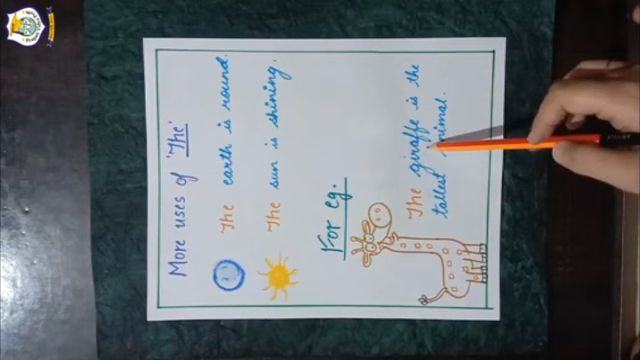 More uses of 'The'
The earth is round.
The sun is shining.
For eg.
The giraffe is the
tallest animal.